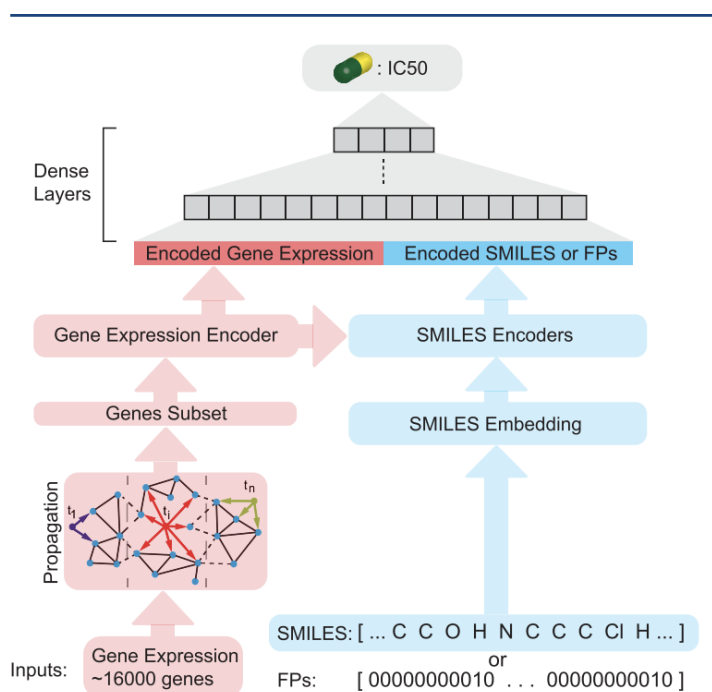 : IC50
Dense
Layers
Encoded Gene Expression
Encoded SMILES or FPs
Gene Expression Encoder
SMILES Encoders
Genes Subset
SMILES Embedding
Propagation
t1
ti
tn
Inputs:
Gene Expression
~16000 genes
SMILES: [ ... C C O H N C C C Cl H ... ]
or
FPs: [ 00000000010 . . . 00000000010 ]